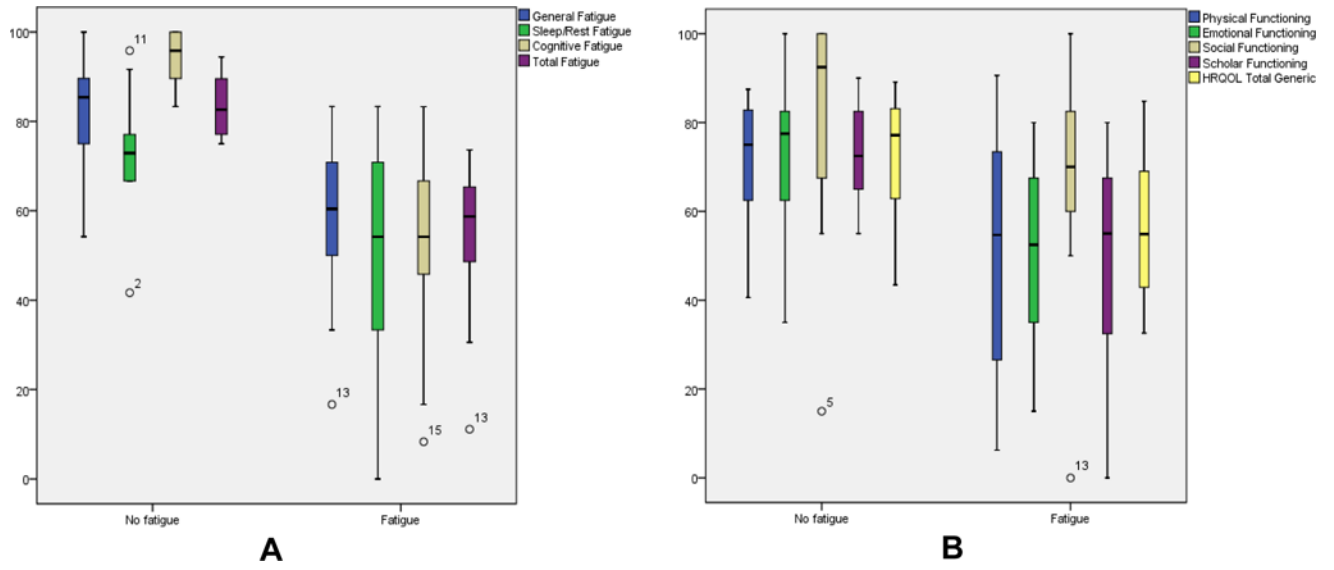 General Fatigue
Sleep/Rest Fatigue
Cognitive Fatigue
Total Fatigue
100
80
60
40
20
0
11
2
13
15
13
No fatigue
Fatigue
A
Physical Functioning
Emotional Functioning
Social Functioning
Scholar Functioning
HRQOL Total Generic
100
80
60
40
20
0
5
13
No fatigue
Fatigue
B